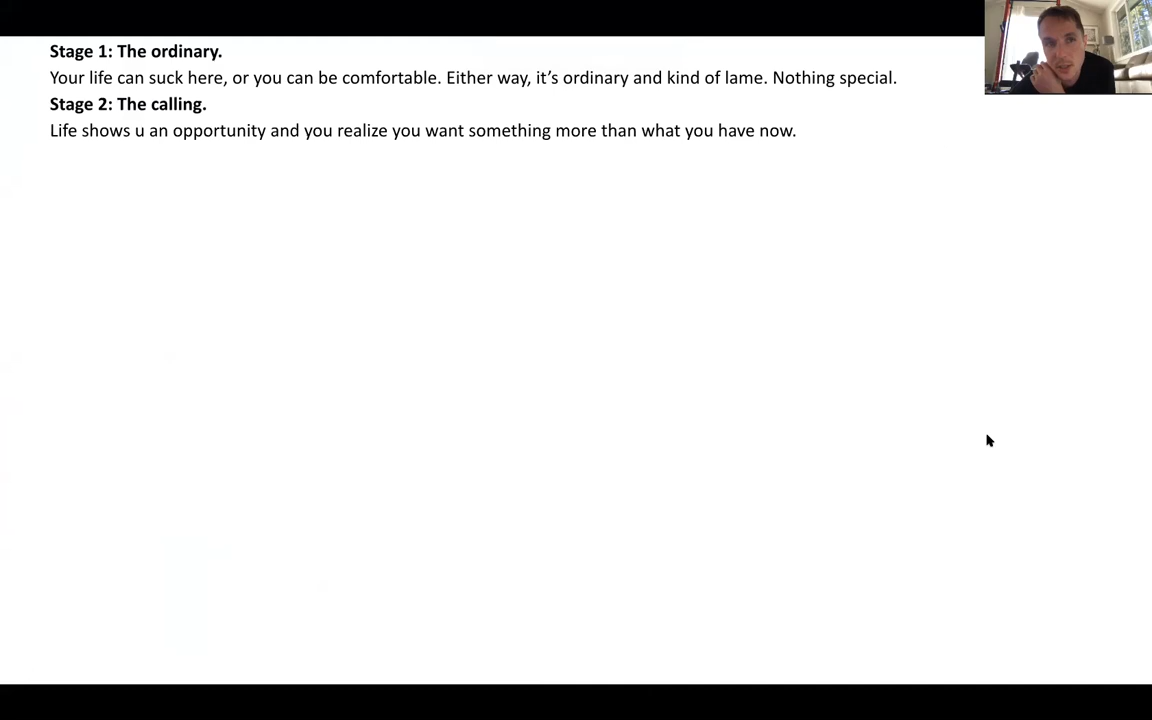 Stage 1: The ordinary.
Your life can suck here, or you can be comfortable. Either way, it’s ordinary and kind of lame. Nothing special.
Stage 2: The calling.
Life shows u an opportunity and you realize you want something more than what you have now.